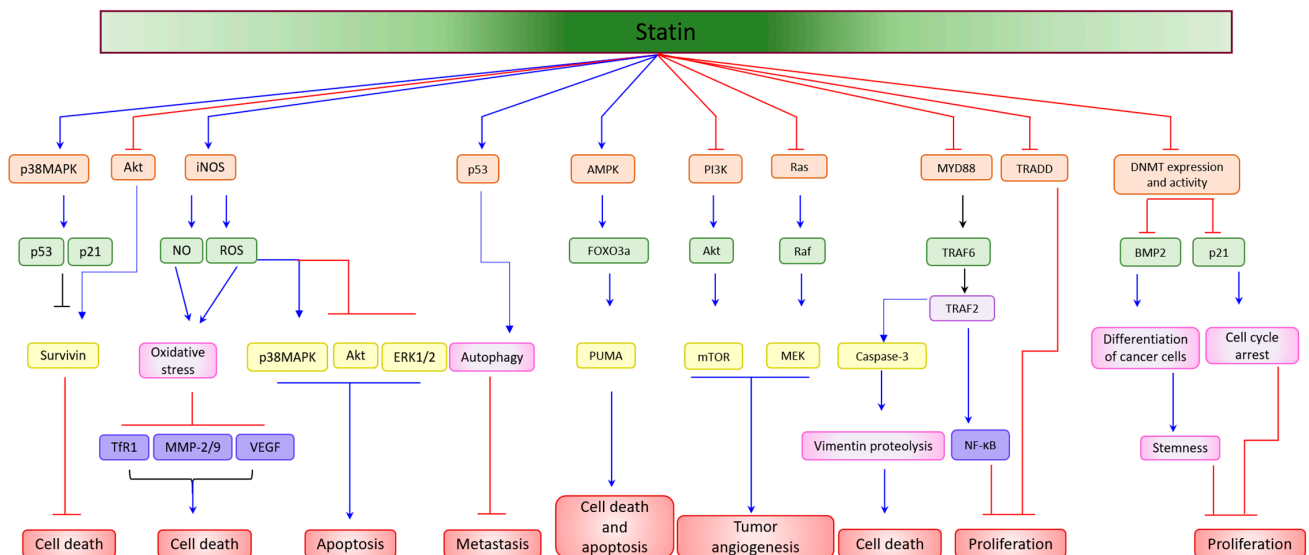 Statin
p38MAPK
Akt
iNOS
p53
AMPK
PI3K
Ras
MYD88
TRADD
DNMT expression
and activity
p53
p21
NO
ROS
FOXO3a
Akt
Raf
TRAF6
BMP2
p21
TRAF2
Survivin
Oxidative
stress
p38MAPK
Akt
ERK1/2
Autophagy
PUMA
mTOR
MEK
Caspase-3
Differentiation
of cancer cells
Cell cycle
arrest
TfR1
MMP-2/9
VEGF
Vimentin proteolysis
NF-κB
Stemness
Cell death
Cell death
Apoptosis
Metastasis
Cell death
and
apoptosis
Tumor
angiogenesis
Cell death
Proliferation
Proliferation